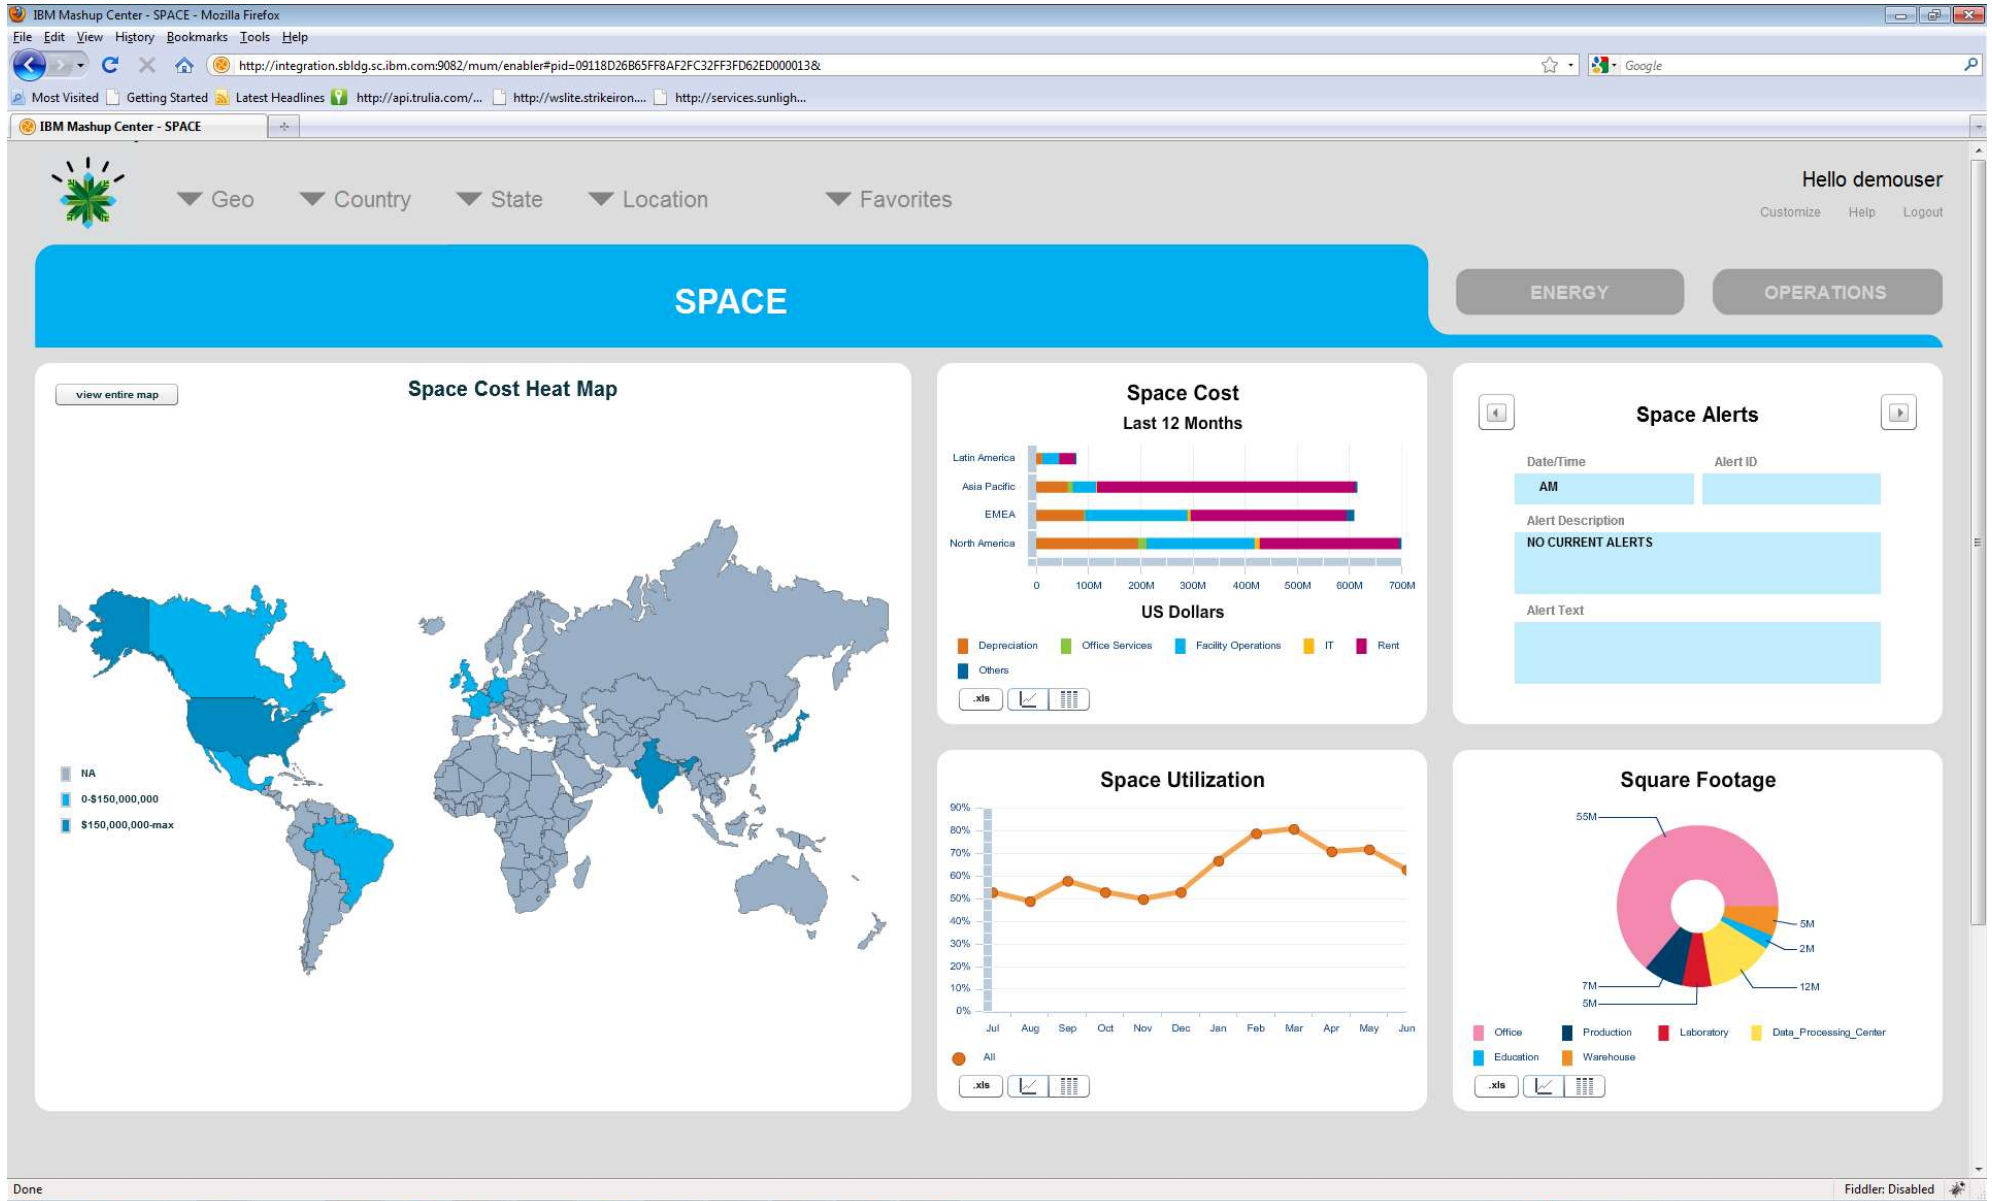 IBM Mashup Center - SPACE - Mozilla Firefox
File Edit View History Bookmarks Tools Help
http://integration.sbldg.sc.ibm.com:9082/mum/enabler#pid=09118D26B65FF8AF2FC32FF3FD62ED000013&
Google
Most Visited Getting Started Latest Headlines http://api.trulia.com/... http://wslite.strikeiron.... http://services.sunligh...
IBM Mashup Center - SPACE
Geo Country State Location Favorites
Hello demouser
Customize Help Logout
SPACE
ENERGY
OPERATIONS
view entire map
Space Cost Heat Map
NA
0-$150,000,000
$150,000,000-max
Space Cost
Last 12 Months
Latin America
Asia Pacific
EMEA
North America
0 100M 200M 300M 400M 500M 600M 700M
US Dollars
Depreciation Office Services Facility Operations IT Rent
Others
.xls
Space Alerts
Date/Time Alert ID
AM
Alert Description
NO CURRENT ALERTS
Alert Text
Space Utilization
90%
80%
70%
60%
50%
40%
30%
20%
10%
0%
Jul Aug Sep Oct Nov Dec Jan Feb Mar Apr May Jun
All
.xls
Square Footage
55M
5M
2M
12M
7M
5M
Office Production Laboratory Data_Processing_Center
Education Warehouse
.xls
Done
Fiddler: Disabled